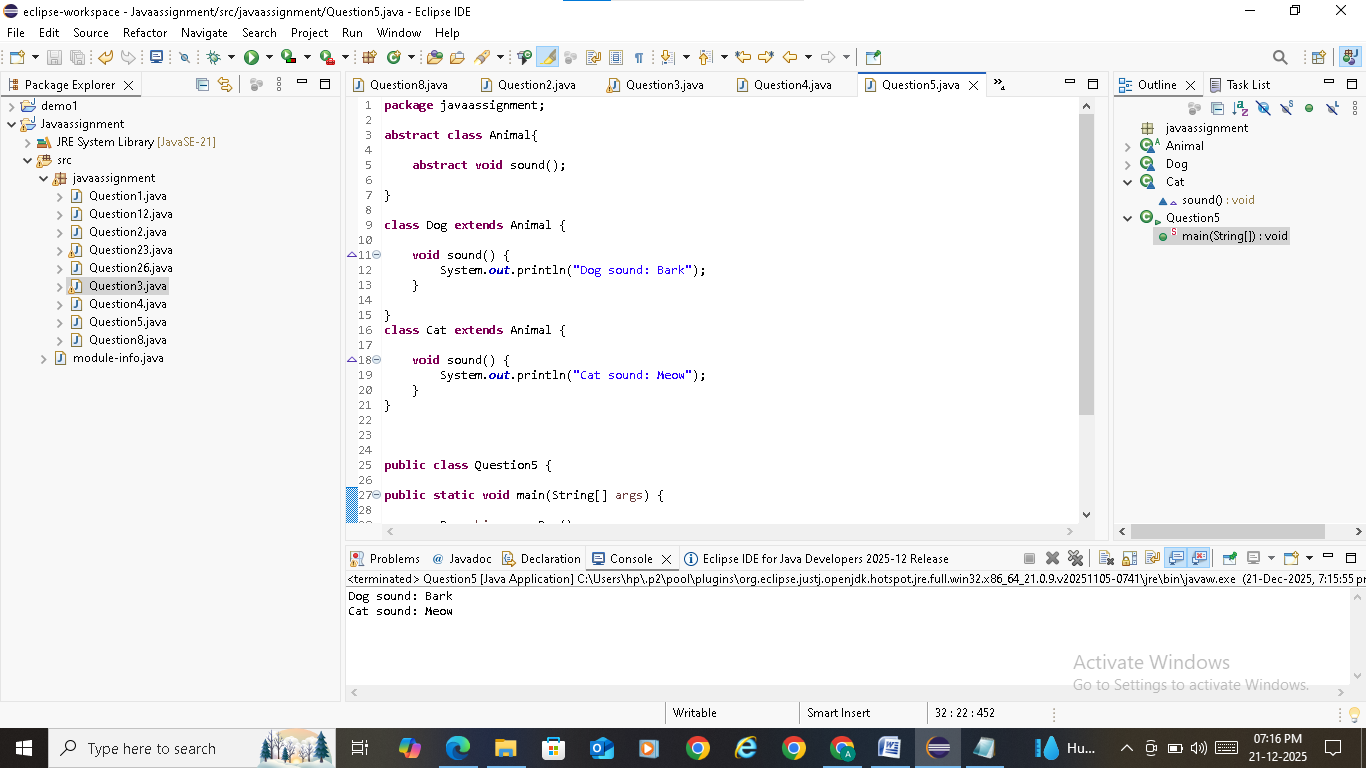 eclipse-workspace - Javaassignment/src/javaassignment/Question5.java - Eclipse IDE
File Edit Source Refactor Navigate Search Project Run Window Help
Package Explorer
demo1
Javaassignment
JRE System Library [JavaSE-21]
src
javaassignment
Question1.java
Question12.java
Question2.java
Question23.java
Question26.java
Question3.java
Question4.java
Question5.java
Question8.java
module-info.java
Question8.java Question2.java Question3.java Question4.java Question5.java
1 package javaassignment;
2
3 abstract class Animal{
4
5 abstract void sound();
6
7 }
8
9 class Dog extends Animal {
10
11 void sound() {
12 System.out.println("Dog sound: Bark");
13 }
14
15 }
16 class Cat extends Animal {
17
18 void sound() {
19 System.out.println("Cat sound: Meow");
20 }
21 }
22
23
24
25 public class Question5 {
26
27 public static void main(String[] args) {
28
Outline Task List
javaassignment
Animal
Dog
Cat
sound() : void
Question5
main(String[]) : void
Problems Javadoc Declaration Console Eclipse IDE for Java Developers 2025-12 Release
<terminated> Question5 [Java Application] C:\Users\hp\.p2\pool\plugins\org.eclipse.justj.openjdk.hotspot.jre.full.win32.x86_64_21.0.9.v20251105-0741\jre\bin\javaw.exe (21-Dec-2025, 7:15:55 pr
Dog sound: Bark
Cat sound: Meow
Activate Windows
Go to Settings to activate Windows.
Writable Smart Insert 32 : 22 : 452
Type here to search
Hu...
07:16 PM
21-12-2025